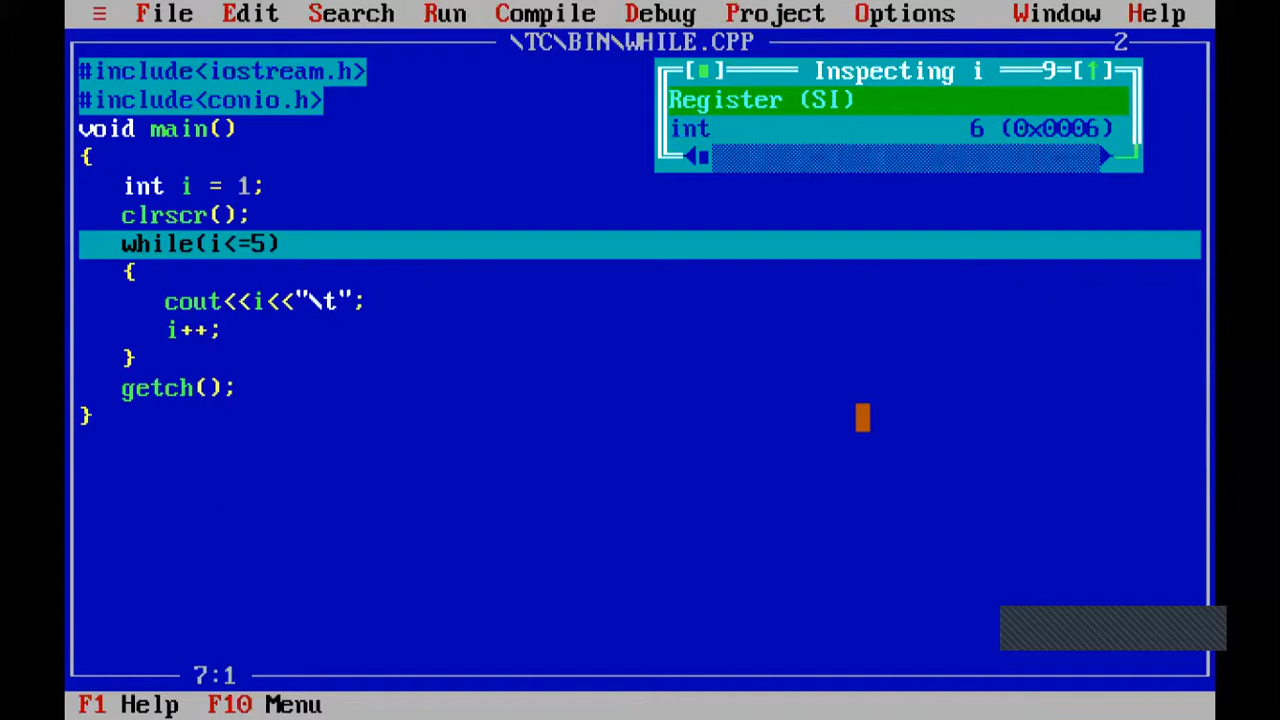 ≡ File Edit Search Run Compile Debug Project Options Window Help
\TC\BIN\WHILE.CPP 2
#include<iostream.h>
#include<conio.h>
void main()
{
int i = 1;
clrscr();
while(i<=5)
{
cout<<i<<"\t";
i++;
}
getch();
}
[■] Inspecting i 9=[↑]
Register (SI)
int 6 (0x0006)
7:1
F1 Help F10 Menu